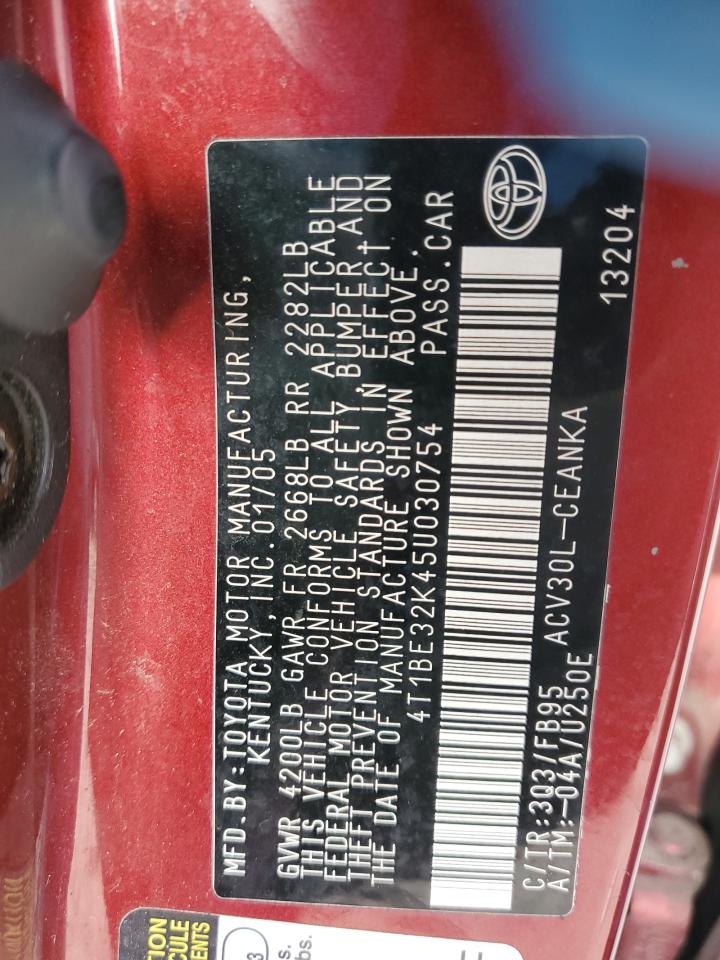 MFD.BY:TOYOTA MOTOR MANUFACTURING,
KENTUCKY, INC. 01/05
GVWR 4200LB GAWR FR 2668LB RR 2282LB
THIS VEHICLE CONFORMS TO ALL APPLICABLE
FEDERAL MOTOR VEHICLE SAFETY, BUMPER, AND
THEFT PREVENTION STANDARDS IN EFFECT ON
THE DATE OF MANUFACTURE SHOWN ABOVE.
4T1BE32K45U030754 PASS.CAR
C/TR:3Q3/FB95 ACV30L-CEANKA
A/TM:-04A/U250E 13204